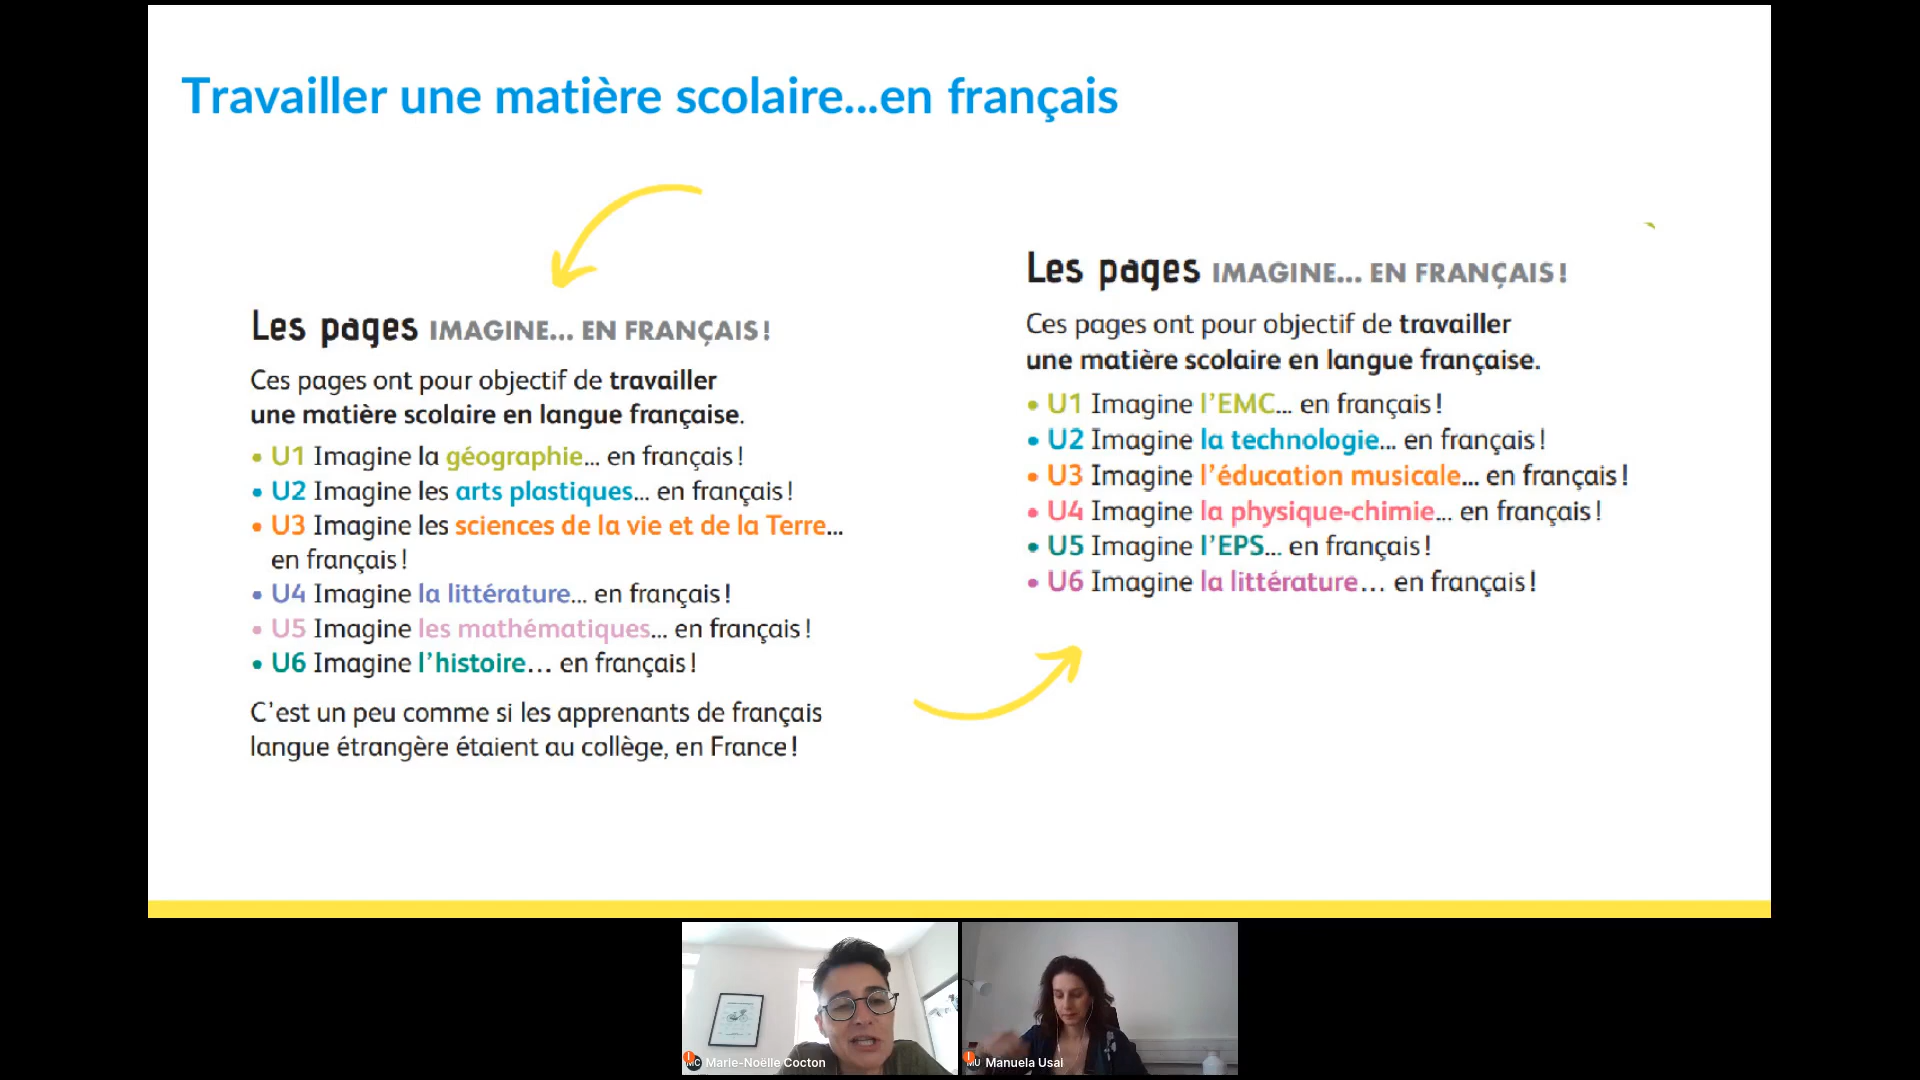 Travailler une matière scolaire...en français
Les pages IMAGINE... EN FRANÇAIS !
Ces pages ont pour objectif de travailler
une matière scolaire en langue française.
• U1 Imagine la géographie... en français !
• U2 Imagine les arts plastiques... en français !
• U3 Imagine les sciences de la vie et de la Terre...
en français !
• U4 Imagine la littérature... en français !
• U5 Imagine les mathématiques... en français !
• U6 Imagine l'histoire... en français !
C'est un peu comme si les apprenants de français
langue étrangère étaient au collège, en France !
Les pages IMAGINE... EN FRANÇAIS !
Ces pages ont pour objectif de travailler
une matière scolaire en langue française.
• U1 Imagine l'EMC... en français !
• U2 Imagine la technologie... en français !
• U3 Imagine l'éducation musicale... en français !
• U4 Imagine la physique-chimie... en français !
• U5 Imagine l'EPS... en français !
• U6 Imagine la littérature... en français !
MC Marie-Noëlle Cocton
MU Manuela Usai